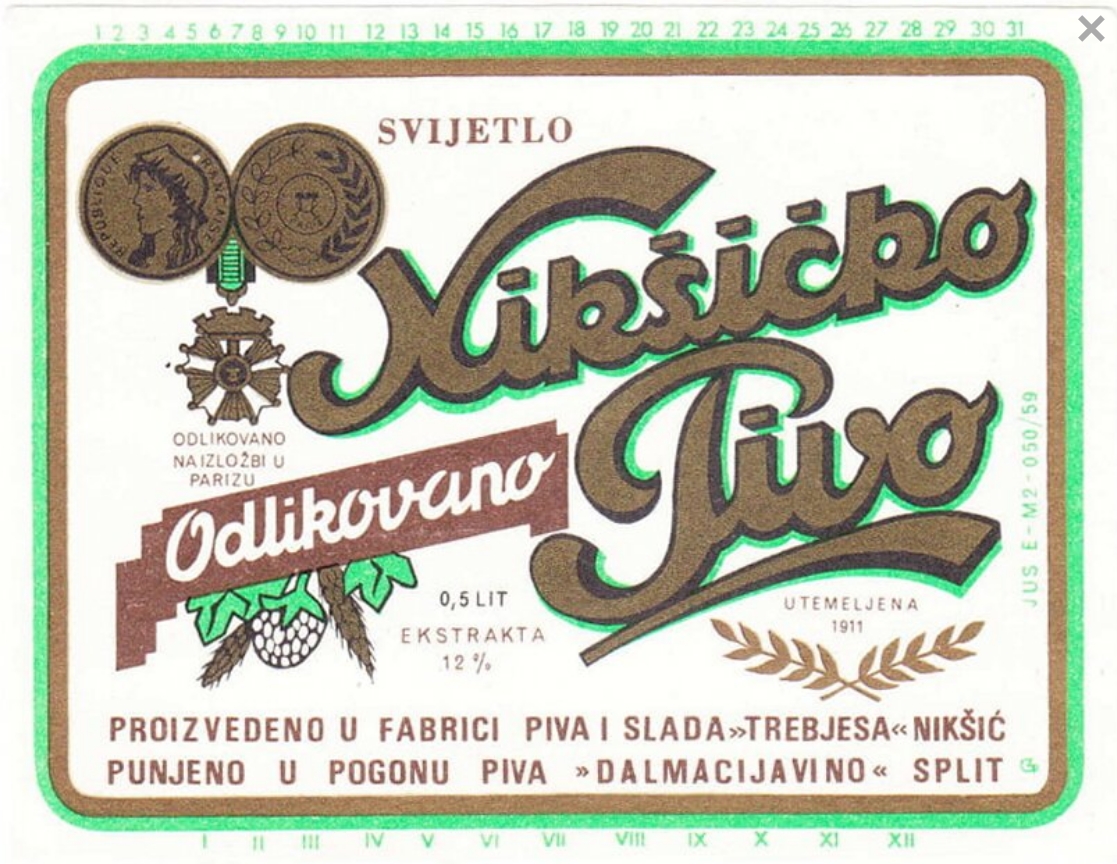 1 2 3 4 5 6 7 8 9 10 11 12 13 14 15 16 17 18 19 20 21 22 23 24 25 26 27 28 29 30 31
SVIJETLO
REPUBLIQUE FRANCAISE
Nikšićko
Pivo
ODLIKOVANO
NA IZLOŽBI U
PARIZU
Odlikovano
0,5 LIT
EKSTRAKTA
12 %
UTEMELJENA
1911
JUS E-M2-050/59
PROIZVEDENO U FABRICI PIVA I SLADA »TREBJESA« NIKŠIĆ
PUNJENO U POGONU PIVA »DALMACIJAVINO« SPLIT
I II III IV V VI VII VIII IX X XI XII